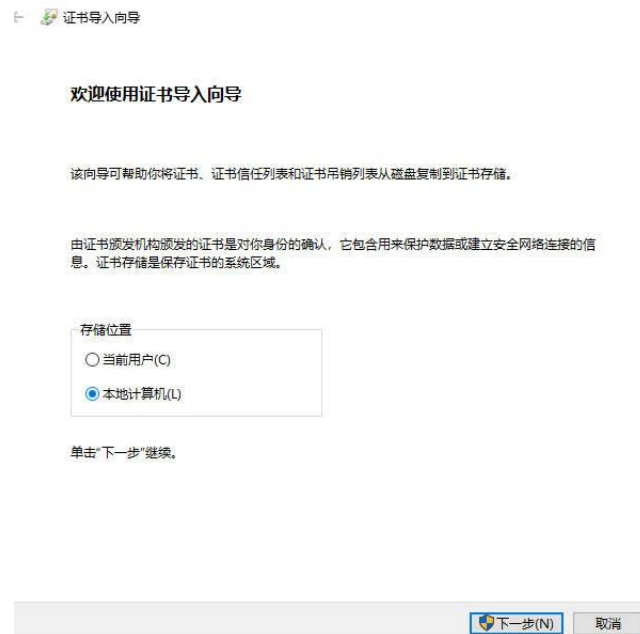 证书导入向导
欢迎使用证书导入向导
该向导可帮助你将证书、证书信任列表和证书吊销列表从磁盘复制到证书存储。
由证书颁发机构颁发的证书是对你身份的确认，它包含用来保护数据或建立安全网络连接的信
息。证书存储是保存证书的系统区域。
存储位置
当前用户(C)
本地计算机(L)
单击“下一步”继续。
下一步(N)
取消